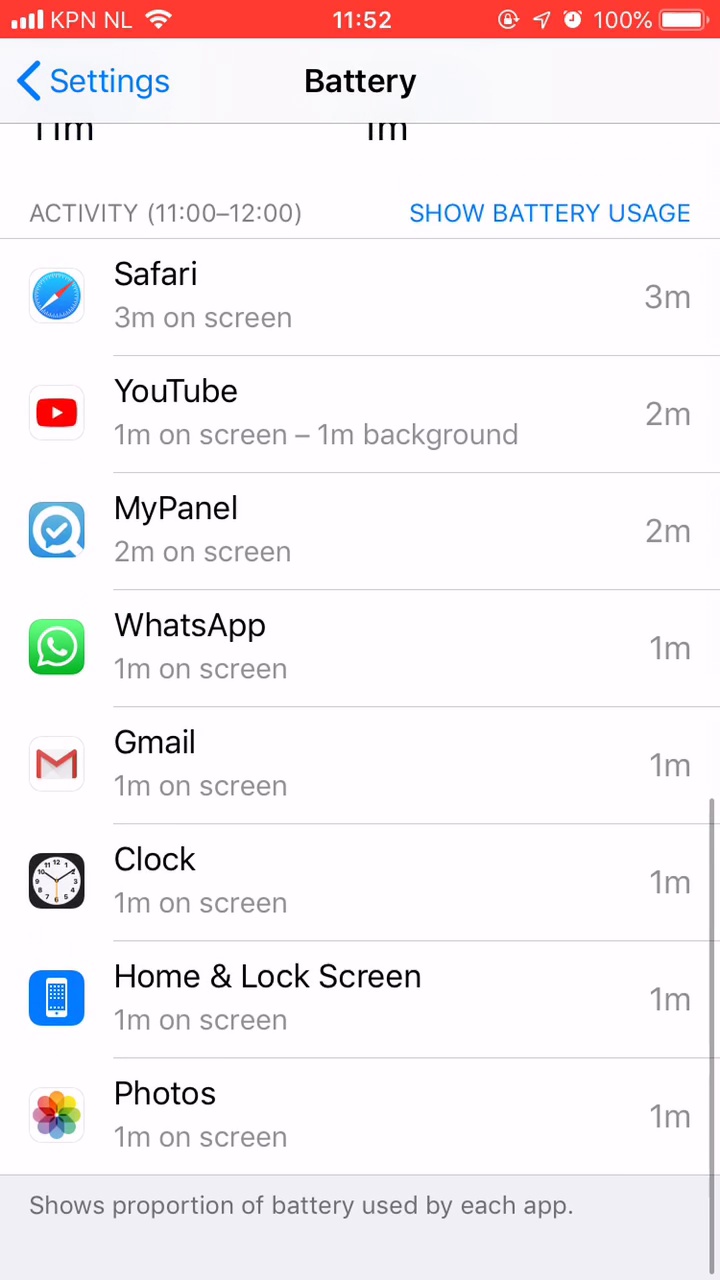 KPN NL 11:52 100%
Settings Battery
11m 1m
ACTIVITY (11:00–12:00) SHOW BATTERY USAGE
Safari
3m on screen 3m
YouTube
1m on screen – 1m background 2m
MyPanel
2m on screen 2m
WhatsApp
1m on screen 1m
Gmail
1m on screen 1m
Clock
1m on screen 1m
Home & Lock Screen
1m on screen 1m
Photos
1m on screen 1m
Shows proportion of battery used by each app.